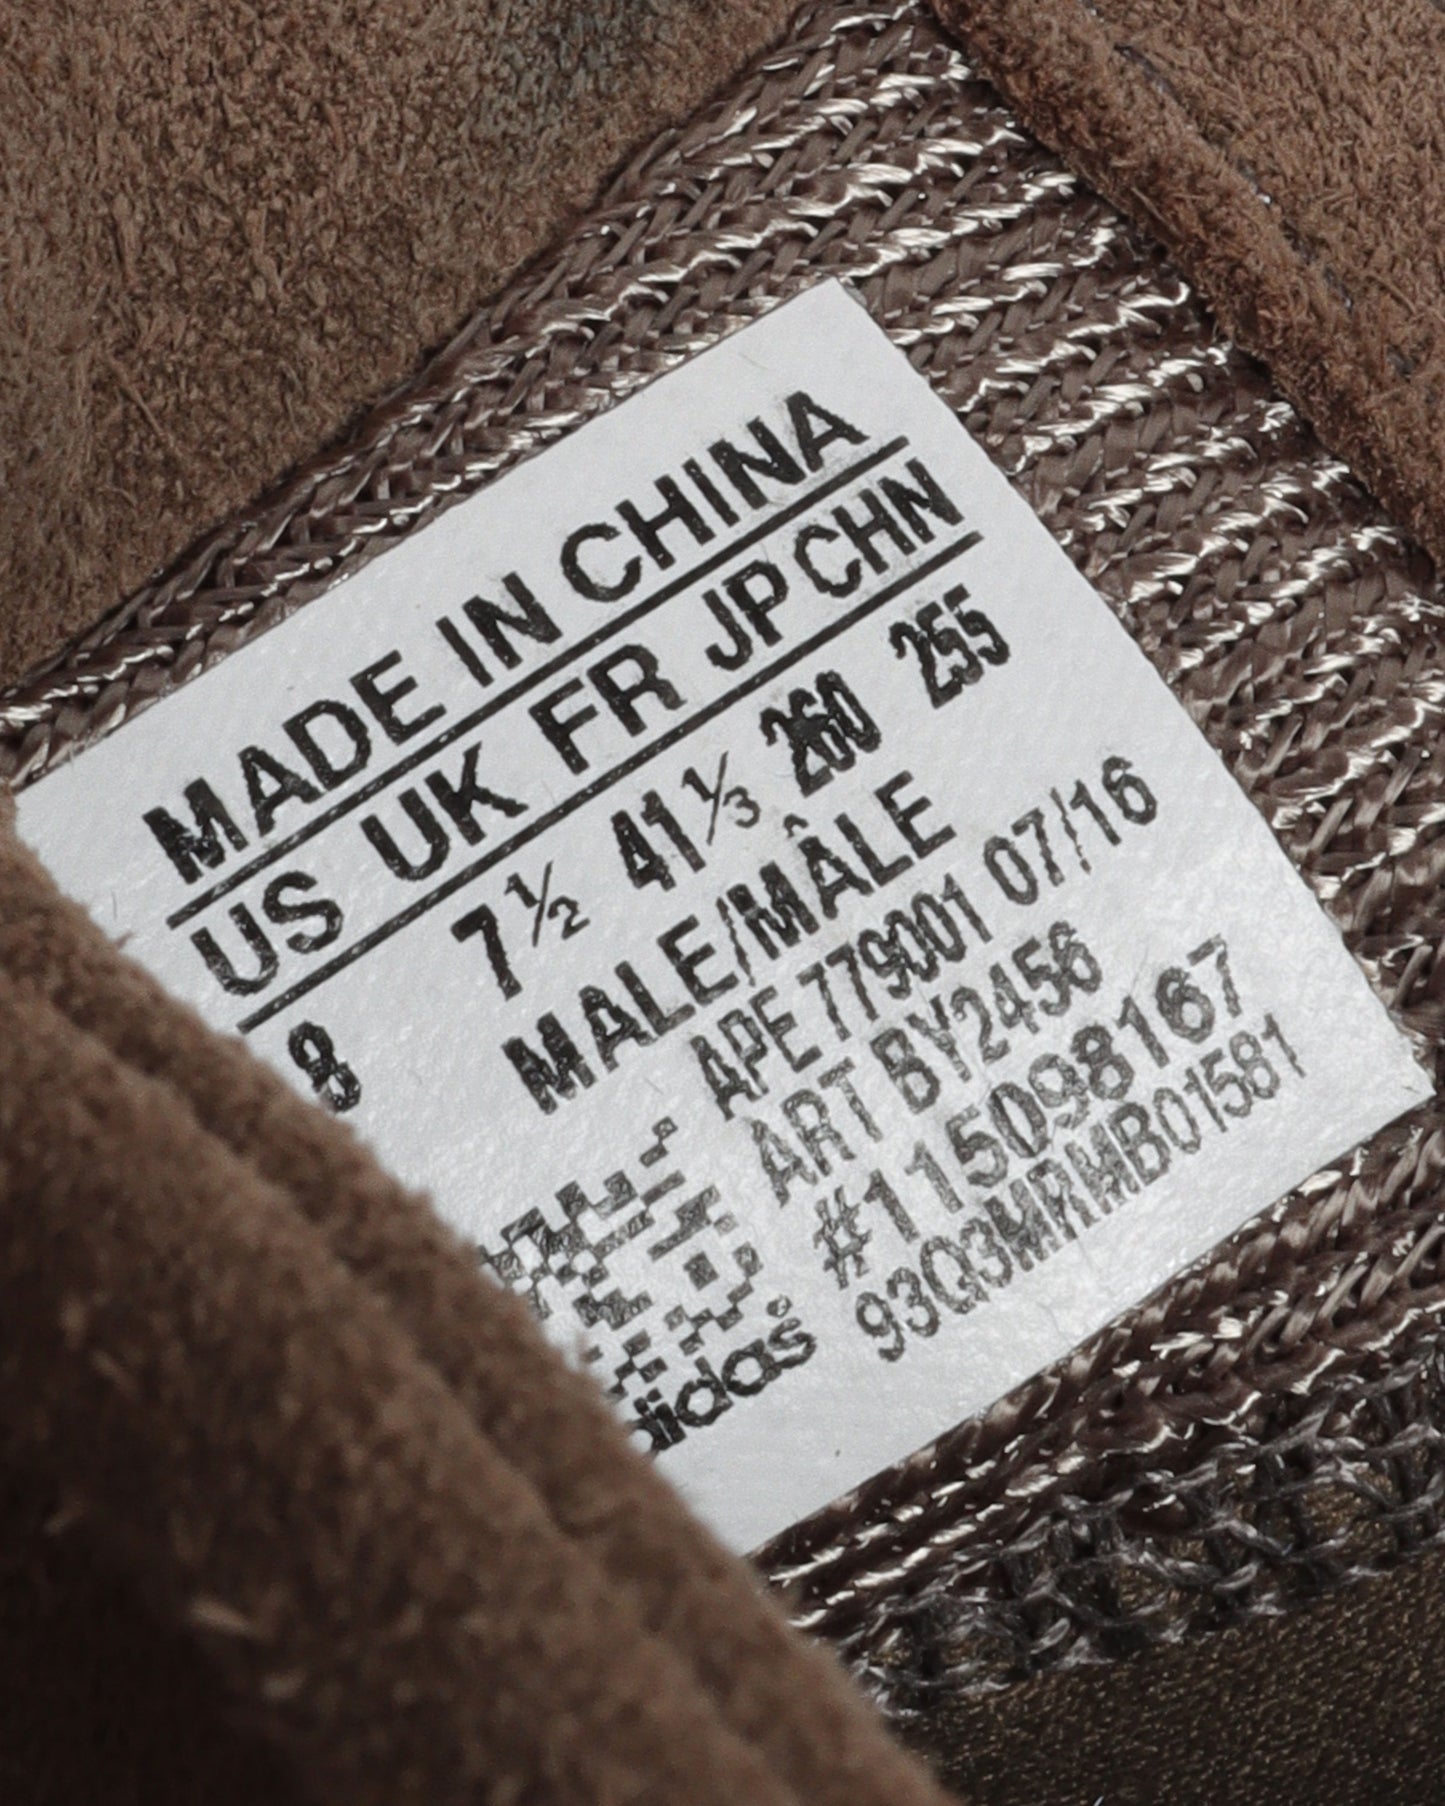 MADE IN CHINA
US UK FR JP CHN
8 7½ 41⅓ 260 255
MALE/MÂLE
APE 779001 07/16
ART BY2456
#115098167
93Q3MRMB01581
adidas